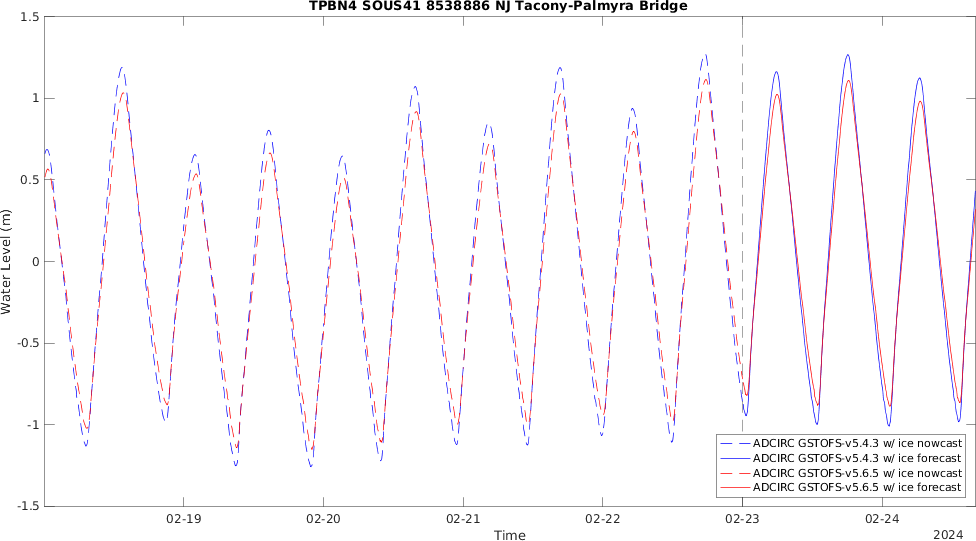 TPBN4 SOUS41 8538886 NJ Tacony-Palmyra Bridge
Water Level (m)
1.5
1
0.5
0
-0.5
-1
-1.5
02-19
02-20
02-21
02-22
02-23
02-24
Time
2024
ADCIRC GSTOFS-v5.4.3 w/ ice nowcast
ADCIRC GSTOFS-v5.4.3 w/ ice forecast
ADCIRC GSTOFS-v5.6.5 w/ ice nowcast
ADCIRC GSTOFS-v5.6.5 w/ ice forecast